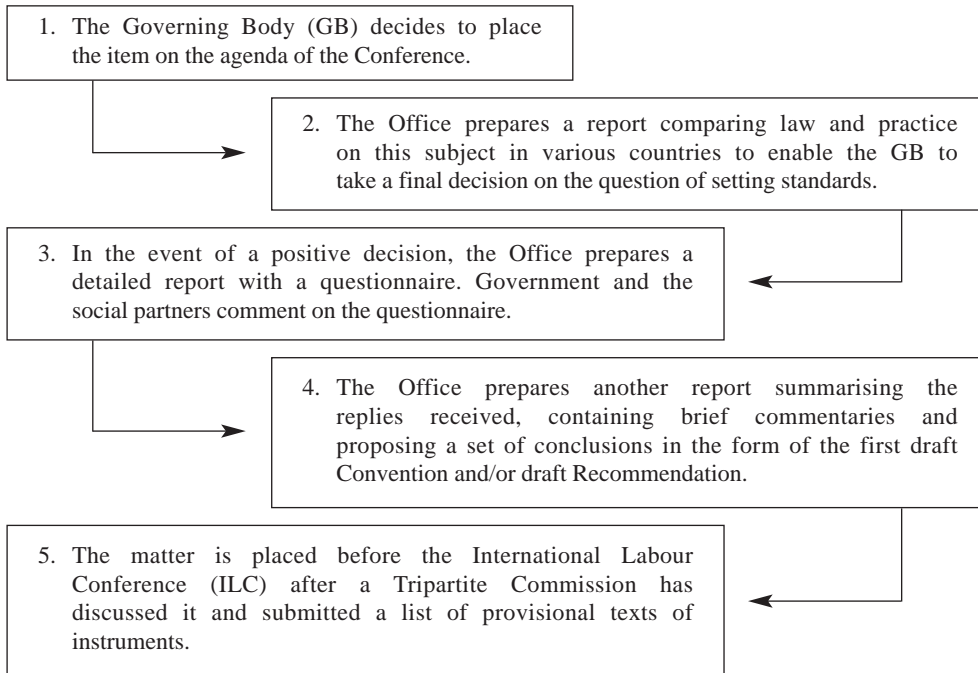 1. The Governing Body (GB) decides to place
the item on the agenda of the Conference.
2. The Office prepares a report comparing law and practice
on this subject in various countries to enable the GB to
take a final decision on the question of setting standards.
3. In the event of a positive decision, the Office prepares a
detailed report with a questionnaire. Government and the
social partners comment on the questionnaire.
4. The Office prepares another report summarising the
replies received, containing brief commentaries and
proposing a set of conclusions in the form of the first draft
Convention and/or draft Recommendation.
5. The matter is placed before the International Labour
Conference (ILC) after a Tripartite Commission has
discussed it and submitted a list of provisional texts of
instruments.